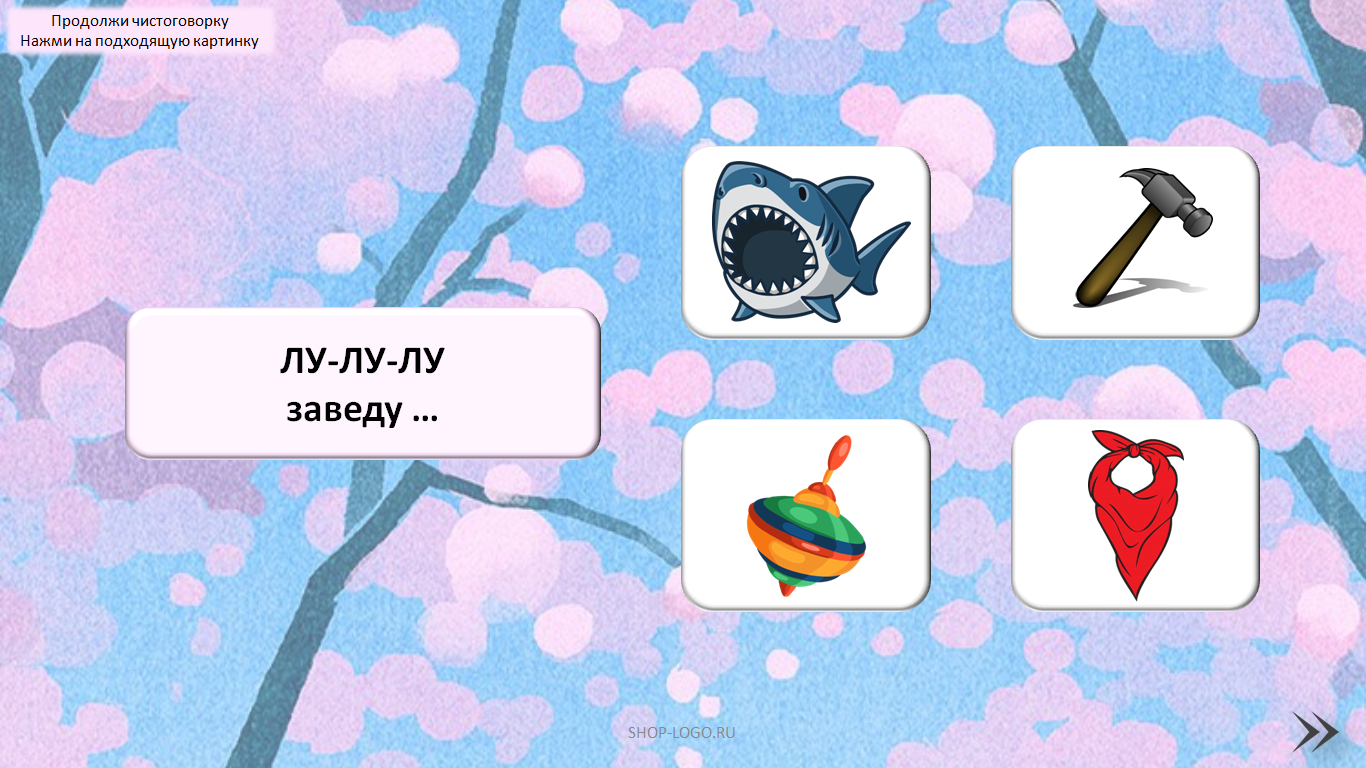 Продолжи чистоговорку
Нажми на подходящую картинку
ЛУ-ЛУ-ЛУ
заведу ...
SHOP-LOGO.RU